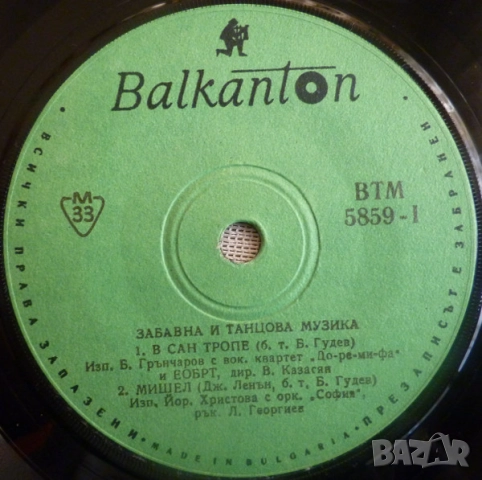 Balkanton
ВСИЧКИ ПРАВА ЗАПАЗЕНИ • MADE IN BULGARIA • ПРЕЗАПИСЪТ Е ЗАБРАНЕН
M
33
ВТМ
5859-I
ЗАБАВНА И ТАНЦОВА МУЗИКА
1. В САН ТРОПЕ (б. т. Б. Гудев)
Изп. Б. Грънчаров с вок. квартет „До-ре-ми-фа“
и ЕОБРТ, дир. В. Казасян
2. МИШЕЛ (Дж. Ленън, б. т. Б. Гудев)
Изп. Йор. Христова с орк. „София“,
рък. Л. Георгиев
BAZAR